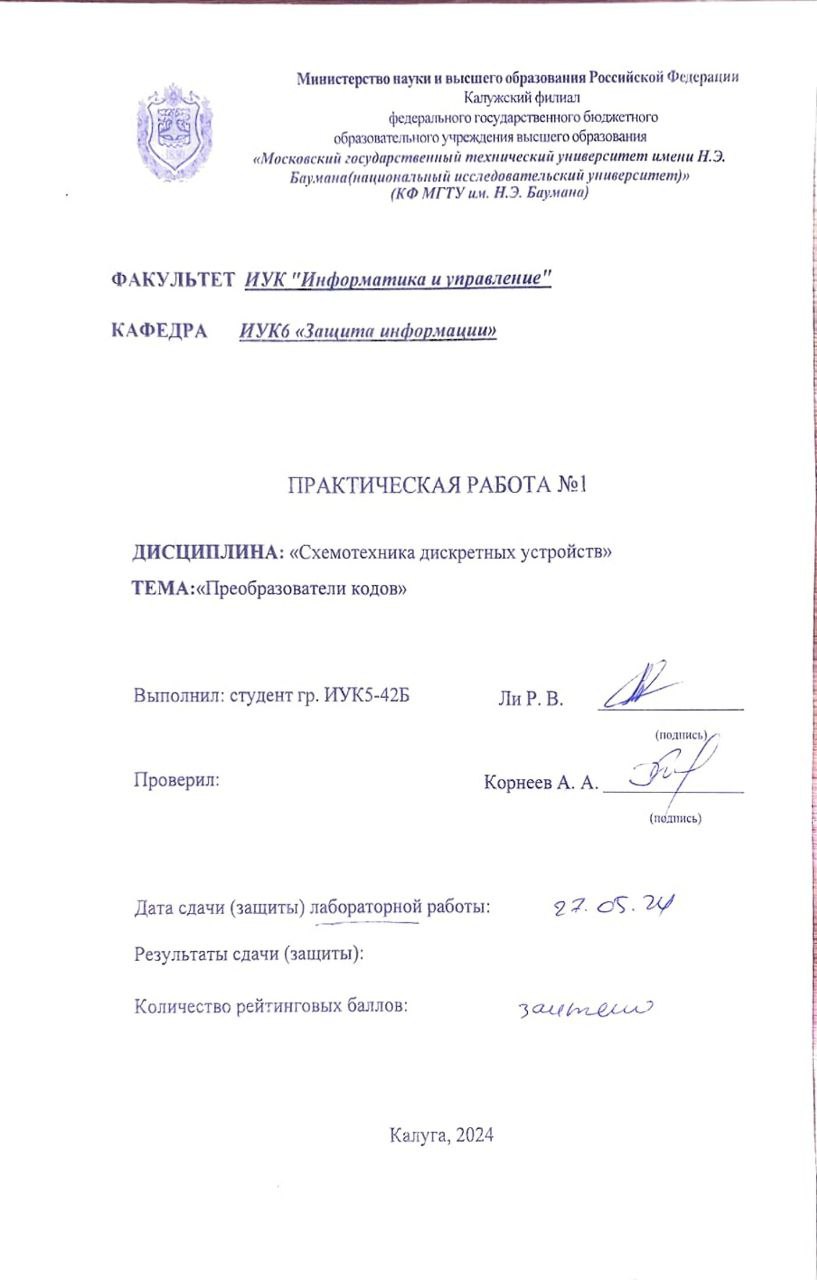 Министерство науки и высшего образования Российской Федерации
Калужский филиал
федерального государственного бюджетного
образовательного учреждения высшего образования
«Московский государственный технический университет имени Н.Э.
Баумана(национальный исследовательский университет)»
(КФ МГТУ им. Н.Э. Баумана)
ФАКУЛЬТЕТ ИУК "Информатика и управление"
КАФЕДРА ИУК6 «Защита информации»
ПРАКТИЧЕСКАЯ РАБОТА №1
ДИСЦИПЛИНА: «Схемотехника дискретных устройств»
ТЕМА:«Преобразователи кодов»
Выполнил: студент гр. ИУК5-42Б Ли Р. В.
(подпись)
Проверил: Корнеев А. А.
(подпись)
Дата сдачи (защиты) лабораторной работы: 27.05.24
Результаты сдачи (защиты):
Количество рейтинговых баллов: зачтено
Калуга, 2024